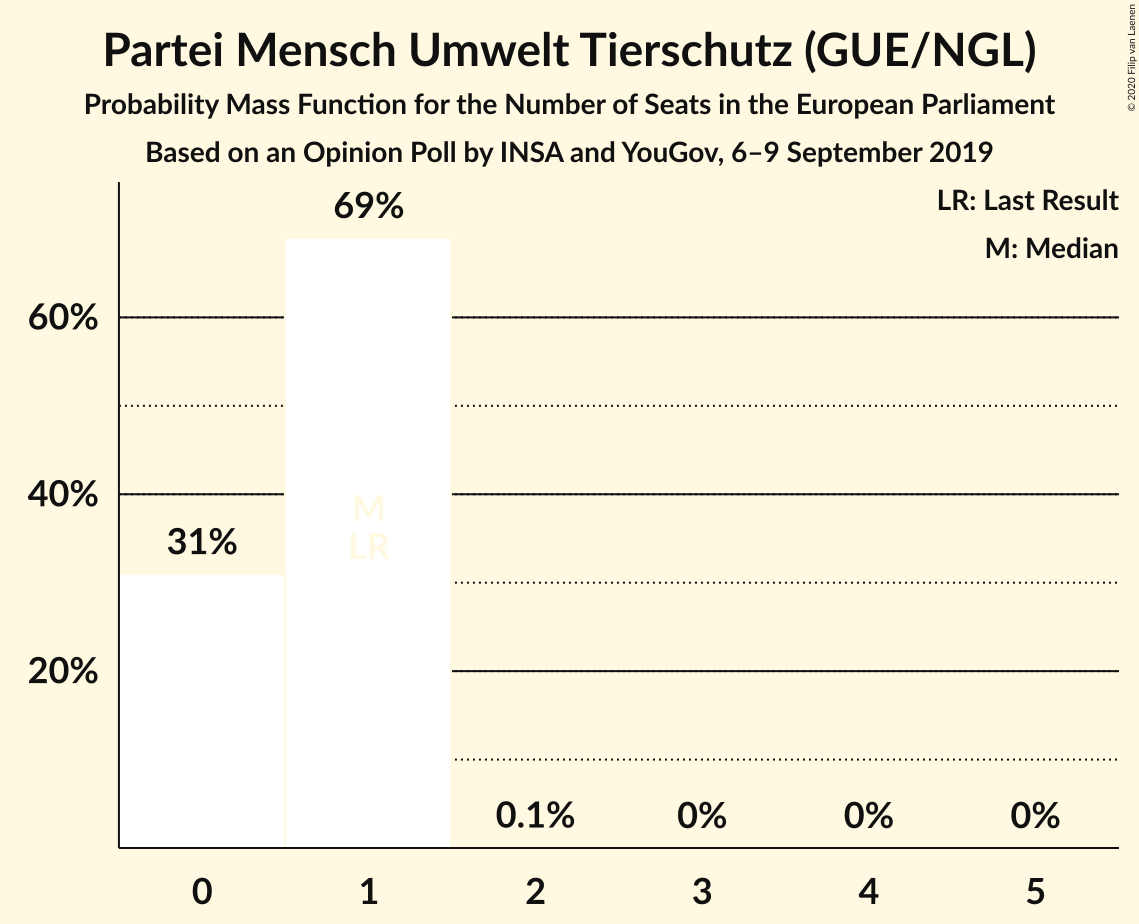 Partei Mensch Umwelt Tierschutz (GUE/NGL)
Probability Mass Function for the Number of Seats in the European Parliament
Based on an Opinion Poll by INSA and YouGov, 6–9 September 2019
© 2020 Filip van Laenen
LR: Last Result
M: Median
69%
60%
40%
M
LR
31%
20%
0.1%
0%
0%
0%
0
1
2
3
4
5